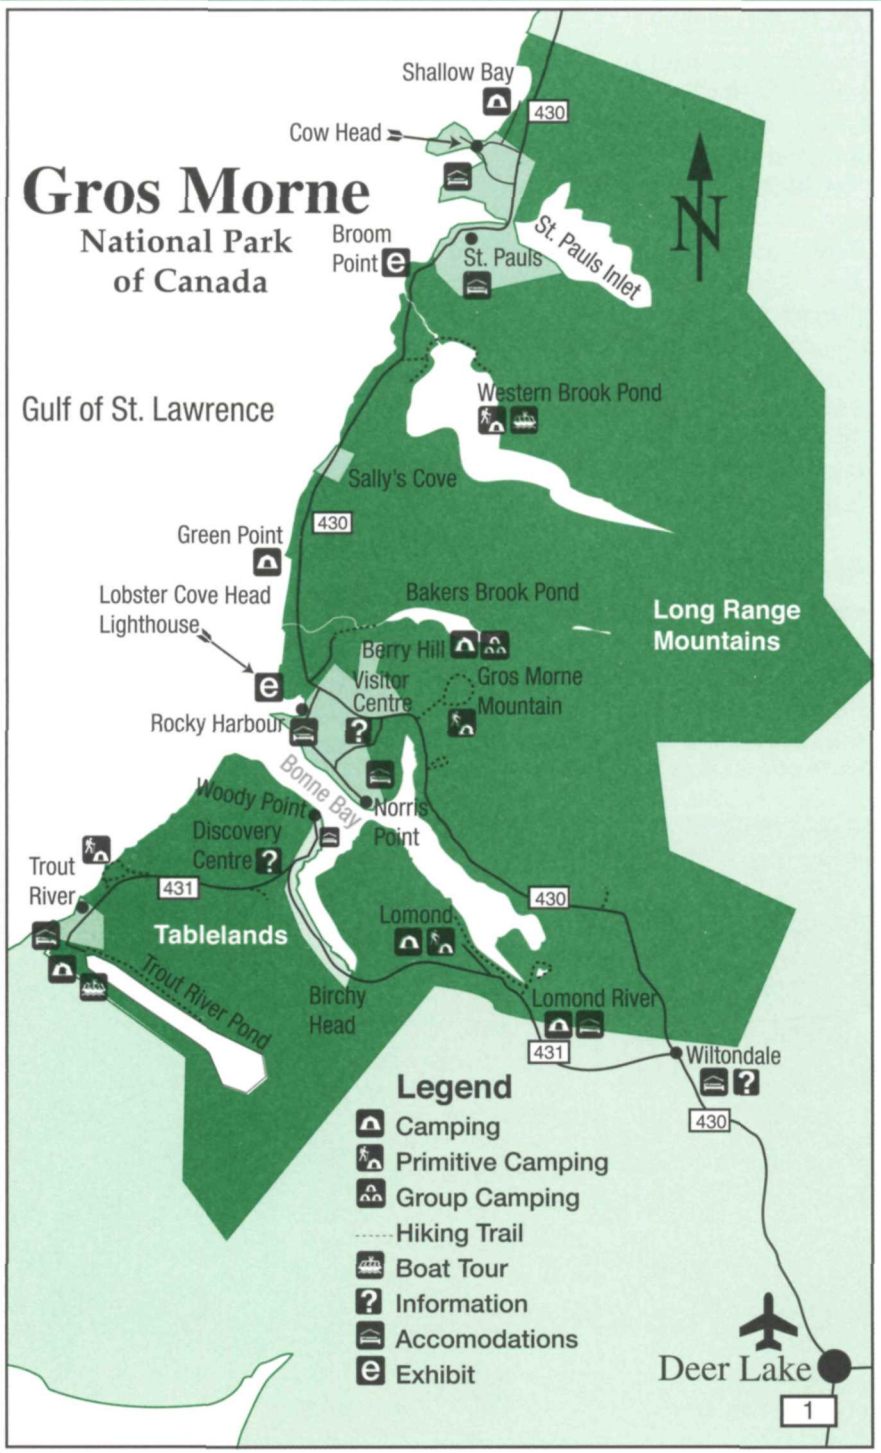 Shallow Bay
430
Cow Head
Gros Morne
National Park
of Canada
Broom
Point
e
St. Pauls
St. Pauls Inlet
N
Gulf of St. Lawrence
Western Brook Pond
Sally's Cove
430
Green Point
Lobster Cove Head
Lighthouse
Bakers Brook Pond
Long Range
Mountains
Berry Hill
e
Visitor
Centre
?
Gros Morne
Mountain
Rocky Harbour
Bonne Bay
Woody Point
Norris
Point
Discovery
Centre ?
Trout
River
431
430
Tablelands
Lomond
Trout River Pond
Birchy
Head
Lomond River
431
Wiltondale
?
430
Legend
Camping
Primitive Camping
Group Camping
Hiking Trail
Boat Tour
? Information
Accomodations
e Exhibit
Deer Lake
1